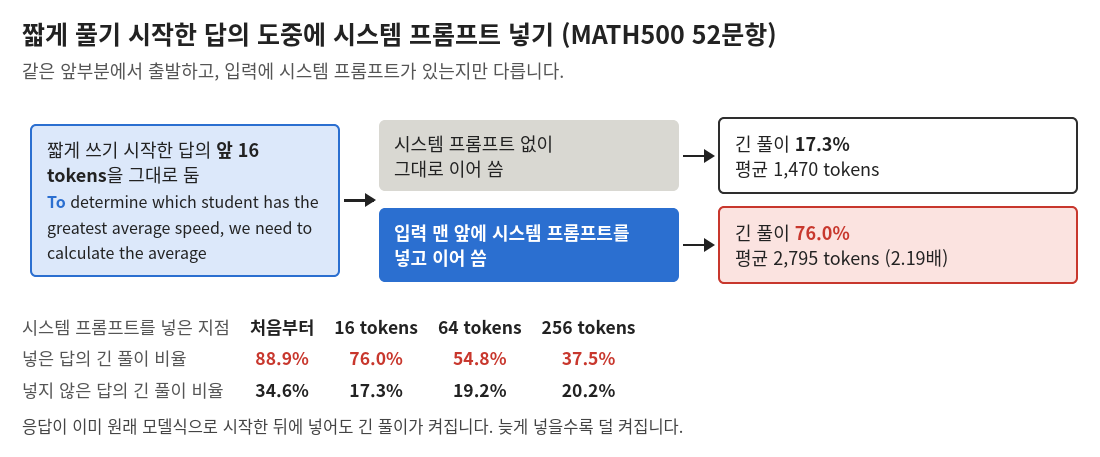 짧게 풀기 시작한 답의 도중에 시스템 프롬프트 넣기 (MATH500 52문항)
같은 앞부분에서 출발하고, 입력에 시스템 프롬프트가 있는지만 다릅니다.
짧게 쓰기 시작한 답의 앞 16
tokens을 그대로 둠
To determine which student has the
greatest average speed, we need to
calculate the average
시스템 프롬프트 없이
그대로 이어 씀
긴 풀이 17.3%
평균 1,470 tokens
입력 맨 앞에 시스템 프롬프트를
넣고 이어 씀
긴 풀이 76.0%
평균 2,795 tokens (2.19배)
시스템 프롬프트를 넣은 지점 처음부터 16 tokens 64 tokens 256 tokens
넣은 답의 긴 풀이 비율 88.9% 76.0% 54.8% 37.5%
넣지 않은 답의 긴 풀이 비율 34.6% 17.3% 19.2% 20.2%
응답이 이미 원래 모델식으로 시작한 뒤에 넣어도 긴 풀이가 켜집니다. 늦게 넣을수록 덜 켜집니다.